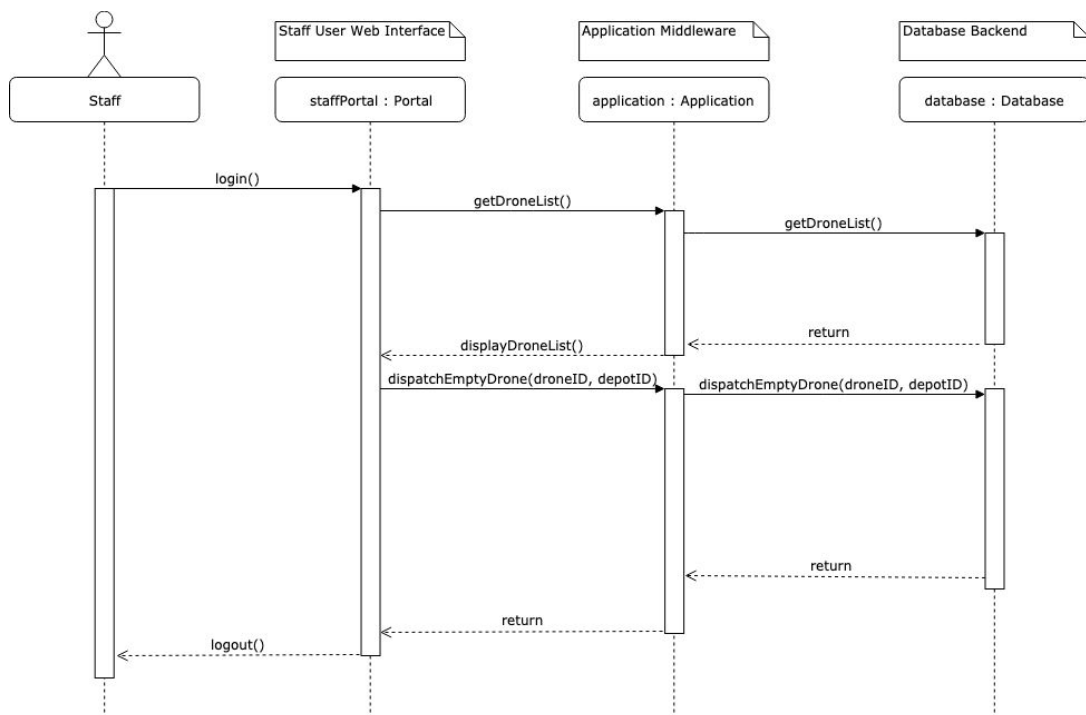 Staff User Web Interface
Application Middleware
Database Backend
Staff
staffPortal : Portal
application : Application
database : Database
login()
getDroneList()
getDroneList()
return
displayDroneList()
dispatchEmptyDrone(droneID, depotID)
dispatchEmptyDrone(droneID, depotID)
return
return
logout()